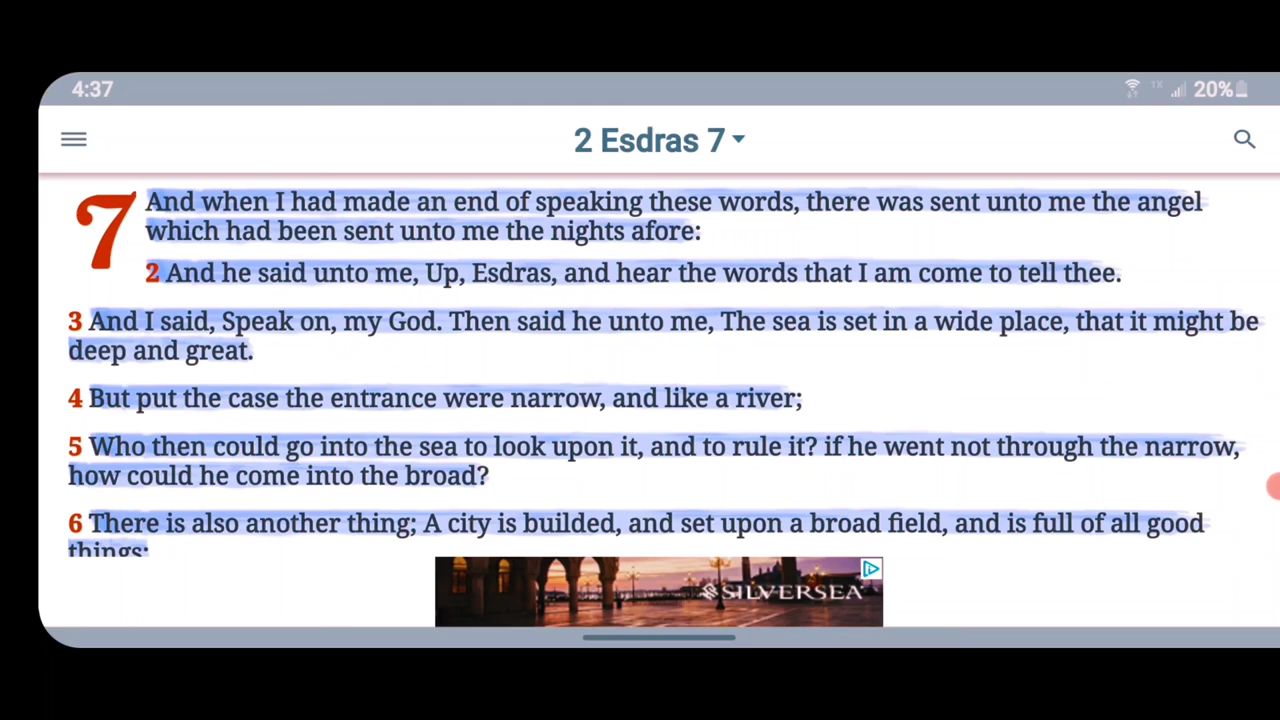 4:37
1X
20%
2 Esdras 7
7 And when I had made an end of speaking these words, there was sent unto me the angel
which had been sent unto me the nights afore:
2 And he said unto me, Up, Esdras, and hear the words that I am come to tell thee.
3 And I said, Speak on, my God. Then said he unto me, The sea is set in a wide place, that it might be
deep and great.
4 But put the case the entrance were narrow, and like a river;
5 Who then could go into the sea to look upon it, and to rule it? if he went not through the narrow,
how could he come into the broad?
6 There is also another thing; A city is builded, and set upon a broad field, and is full of all good
things:
SILVERSEA